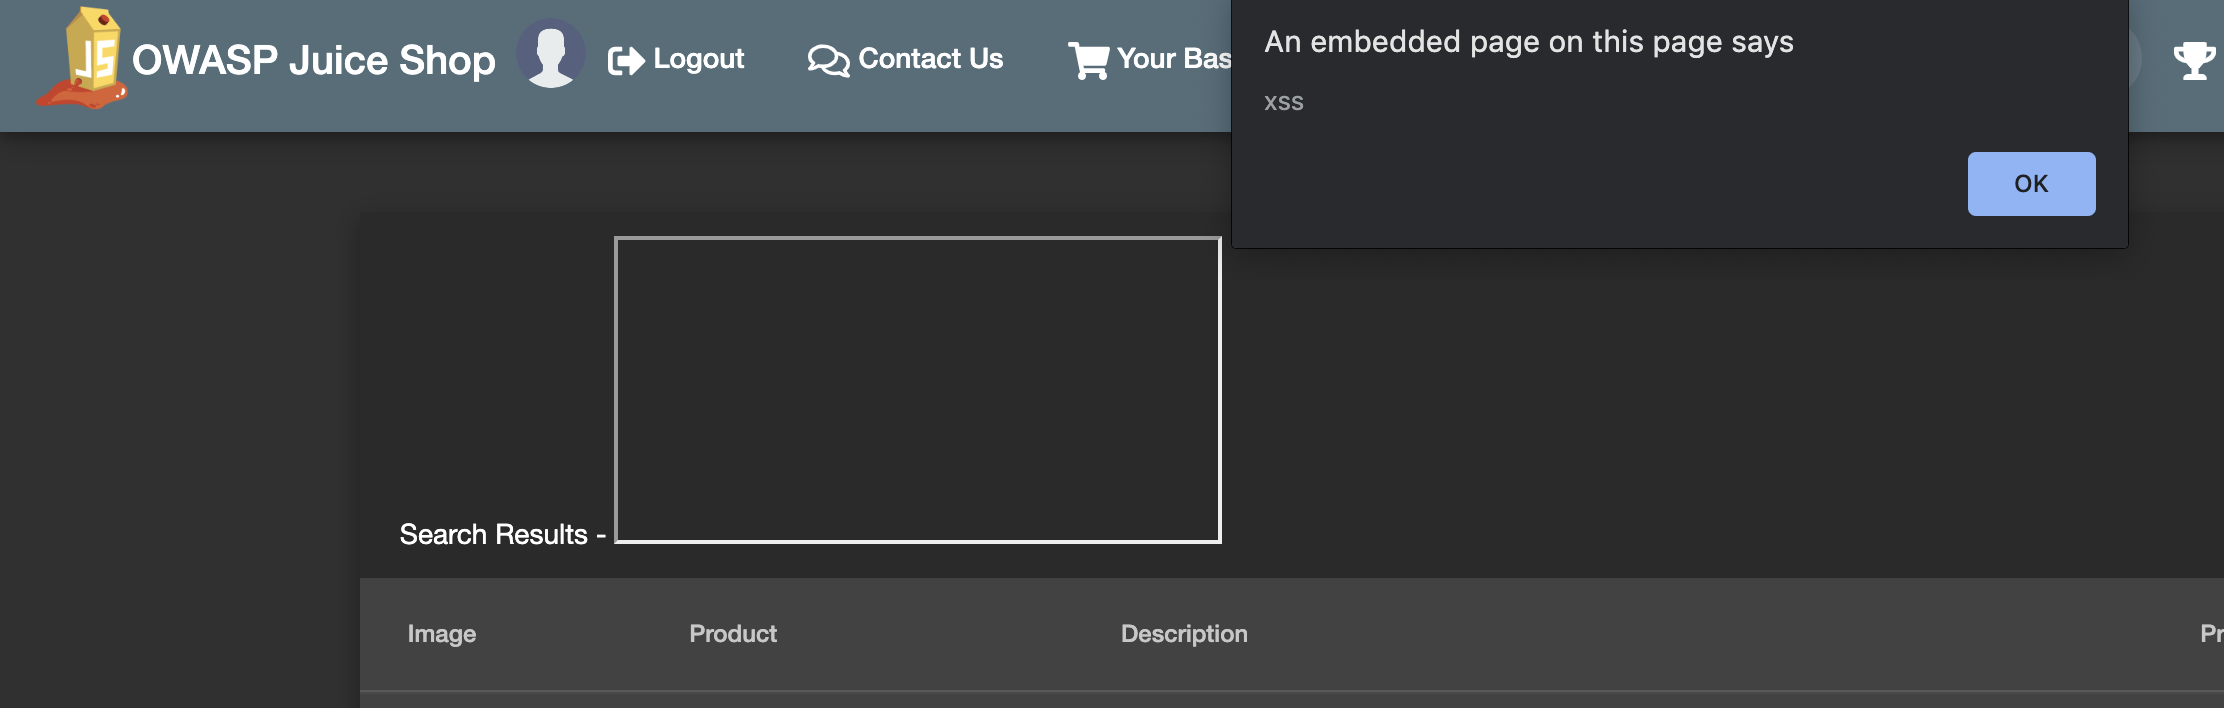 JS OWASP Juice Shop Logout Contact Us Your Bas
An embedded page on this page says
xss
OK
Search Results -
Image Product Description Pr